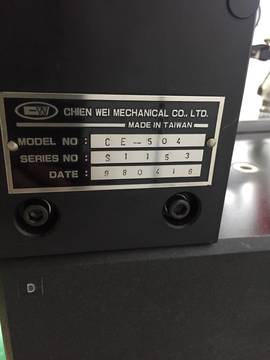 CW CHIEN WEI MECHANICAL CO., LTD.
MADE IN TAIWAN
MODEL NO : CE-504
SERIES NO : S1153
DATE : 980416
D